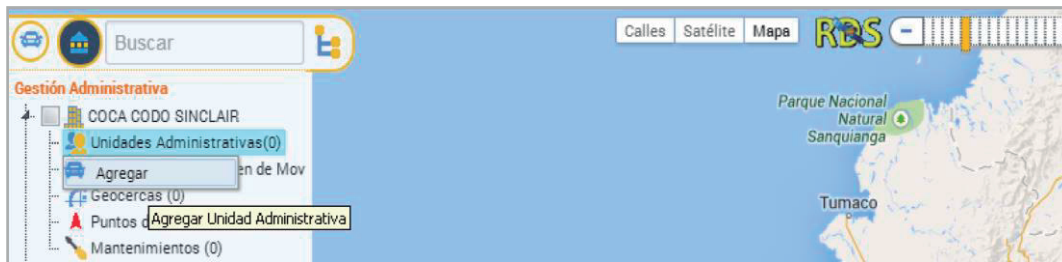 Buscar
Calles Satélite Mapa
RDS
Gestión Administrativa
COCA CODO SINCLAIR
Unidades Administrativas(0)
Agregar
en de Mov
Geocercas (0)
Puntos
Agregar Unidad Administrativa
Mantenimientos (0)
Parque Nacional
Natural
Sanquianga
Tumaco